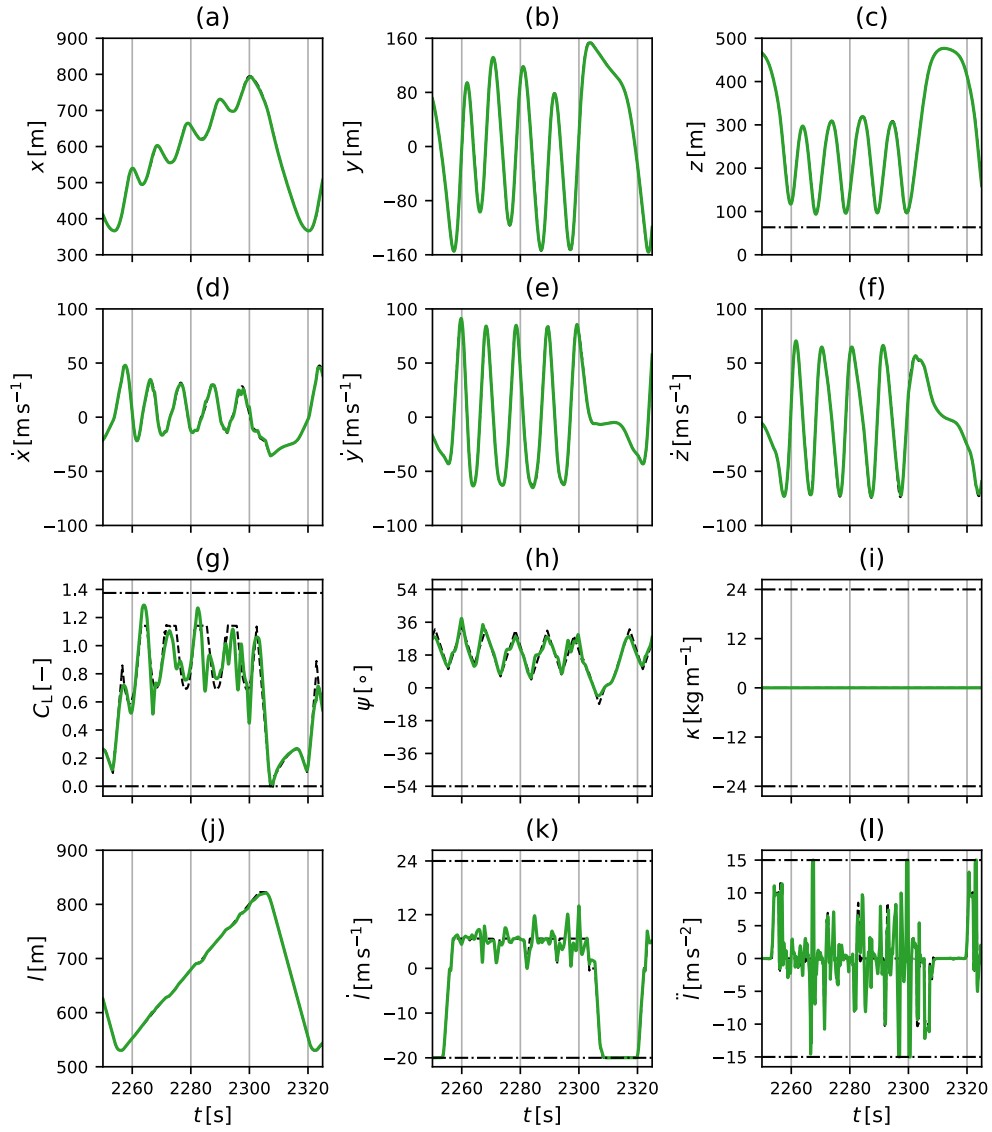 (a)
(b)
(c)
900
800
700
600
500
400
300
x [m]
160
80
0
−80
−160
y [m]
500
400
300
200
100
0
z [m]
(d)
(e)
(f)
100
50
0
−50
−100
ẋ [m s⁻¹]
100
50
0
−50
−100
ẏ [m s⁻¹]
100
50
0
−50
−100
ż [m s⁻¹]
(g)
(h)
(i)
1.4
1.2
1.0
0.8
0.6
0.4
0.2
0.0
C_L [−]
54
36
18
0
−18
−36
−54
ψ [∘]
24
12
0
−12
−24
κ [kg m⁻¹]
(j)
(k)
(l)
900
800
700
600
500
l [m]
2260 2280 2300 2320
t [s]
24
12
0
−10
−20
l̇ [m s⁻¹]
2260 2280 2300 2320
t [s]
15
10
5
0
−5
−10
−15
l̈ [m s⁻²]
2260 2280 2300 2320
t [s]